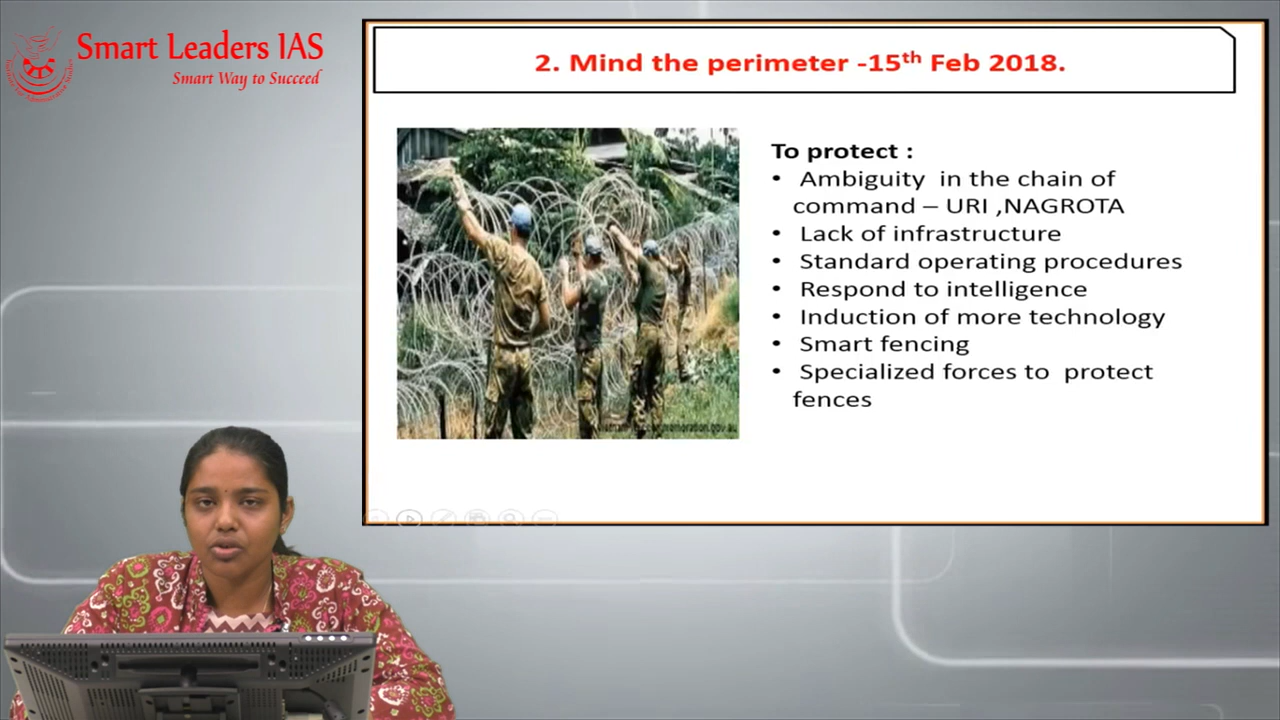 Smart Leaders IAS
Smart Way to Succeed
2. Mind the perimeter -15th Feb 2018.
To protect :
• Ambiguity in the chain of
command – URI ,NAGROTA
• Lack of infrastructure
• Standard operating procedures
• Respond to intelligence
• Induction of more technology
• Smart fencing
• Specialized forces to protect
fences